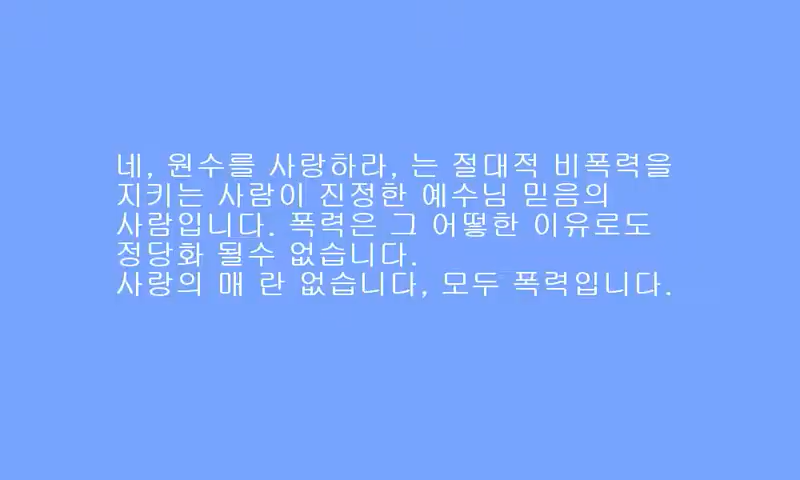 네, 원수를 사랑하라, 는 절대적 비폭력을
지키는 사람이 진정한 예수님 믿음의
사람입니다. 폭력은 그 어떻한 이유로도
정당화 될수 없습니다.
사랑의 매 란 없습니다, 모두 폭력입니다.